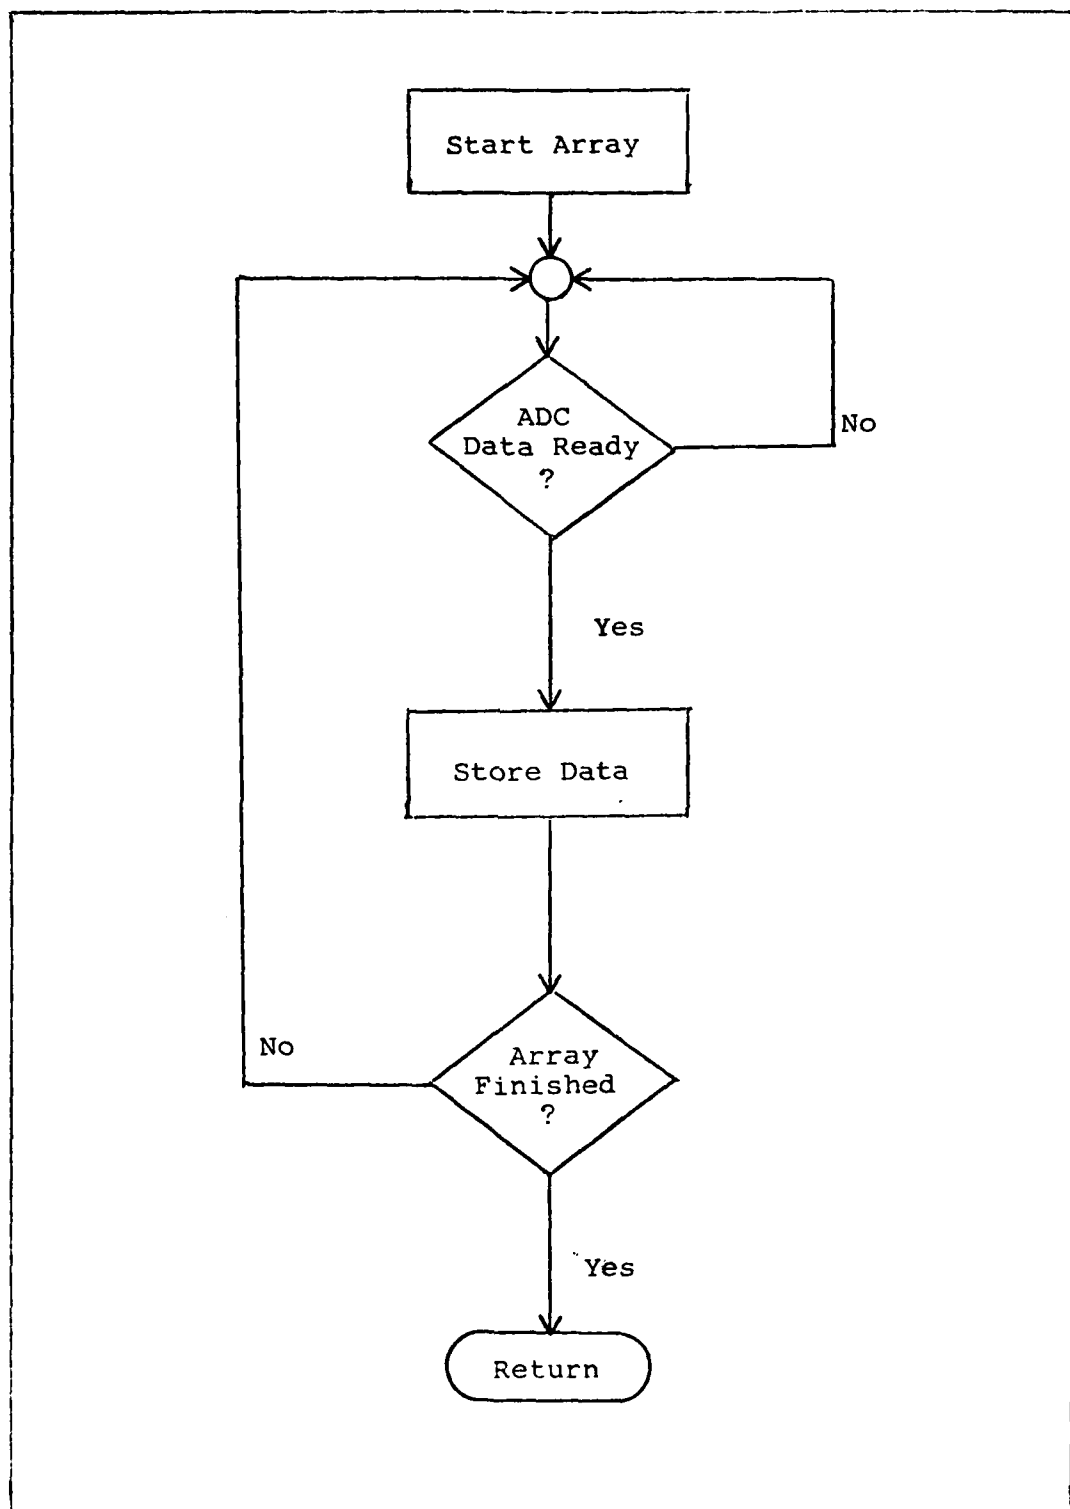 Start Array
ADC
Data Ready
?
No
Yes
Store Data
No
Array
Finished
?
Yes
Return